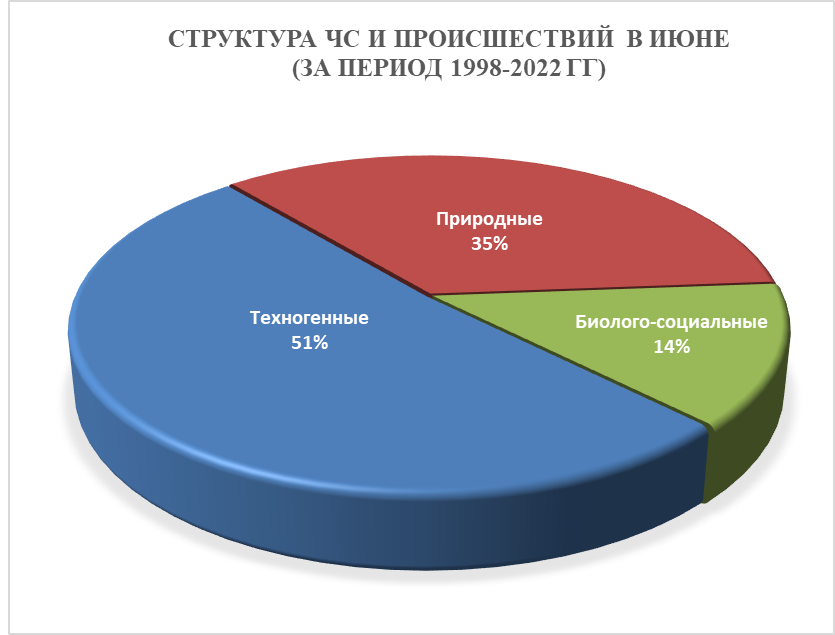 СТРУКТУРА ЧС И ПРОИСШЕСТВИЙ В ИЮНЕ
(ЗА ПЕРИОД 1998-2022 ГГ)
Природные
35%
Техногенные
51%
Биолого-социальные
14%